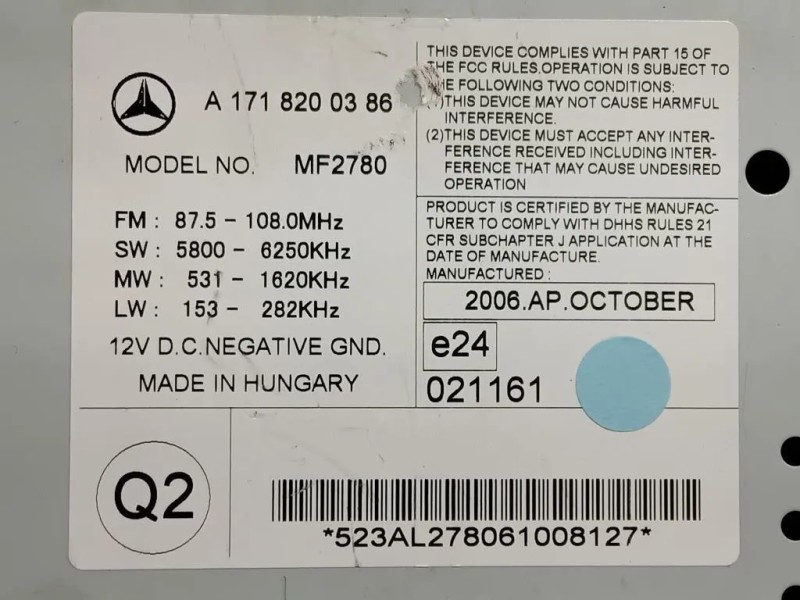 A 171 820 03 86
MODEL NO. MF2780
FM : 87.5 - 108.0MHz
SW : 5800 - 6250KHz
MW : 531 - 1620KHz
LW : 153 - 282KHz
12V D.C.NEGATIVE GND.
MADE IN HUNGARY
THIS DEVICE COMPLIES WITH PART 15 OF
THE FCC RULES.OPERATION IS SUBJECT TO
THE FOLLOWING TWO CONDITIONS:
(1)THIS DEVICE MAY NOT CAUSE HARMFUL
INTERFERENCE.
(2)THIS DEVICE MUST ACCEPT ANY INTER-
FERENCE RECEIVED INCLUDING INTER-
FERENCE THAT MAY CAUSE UNDESIRED
OPERATION
PRODUCT IS CERTIFIED BY THE MANUFAC-
TURER TO COMPLY WITH DHHS RULES 21
CFR SUBCHAPTER J APPLICATION AT THE
DATE OF MANUFACTURE.
MANUFACTURED :
2006.AP.OCTOBER
e24
021161
Q2
*523AL278061008127*